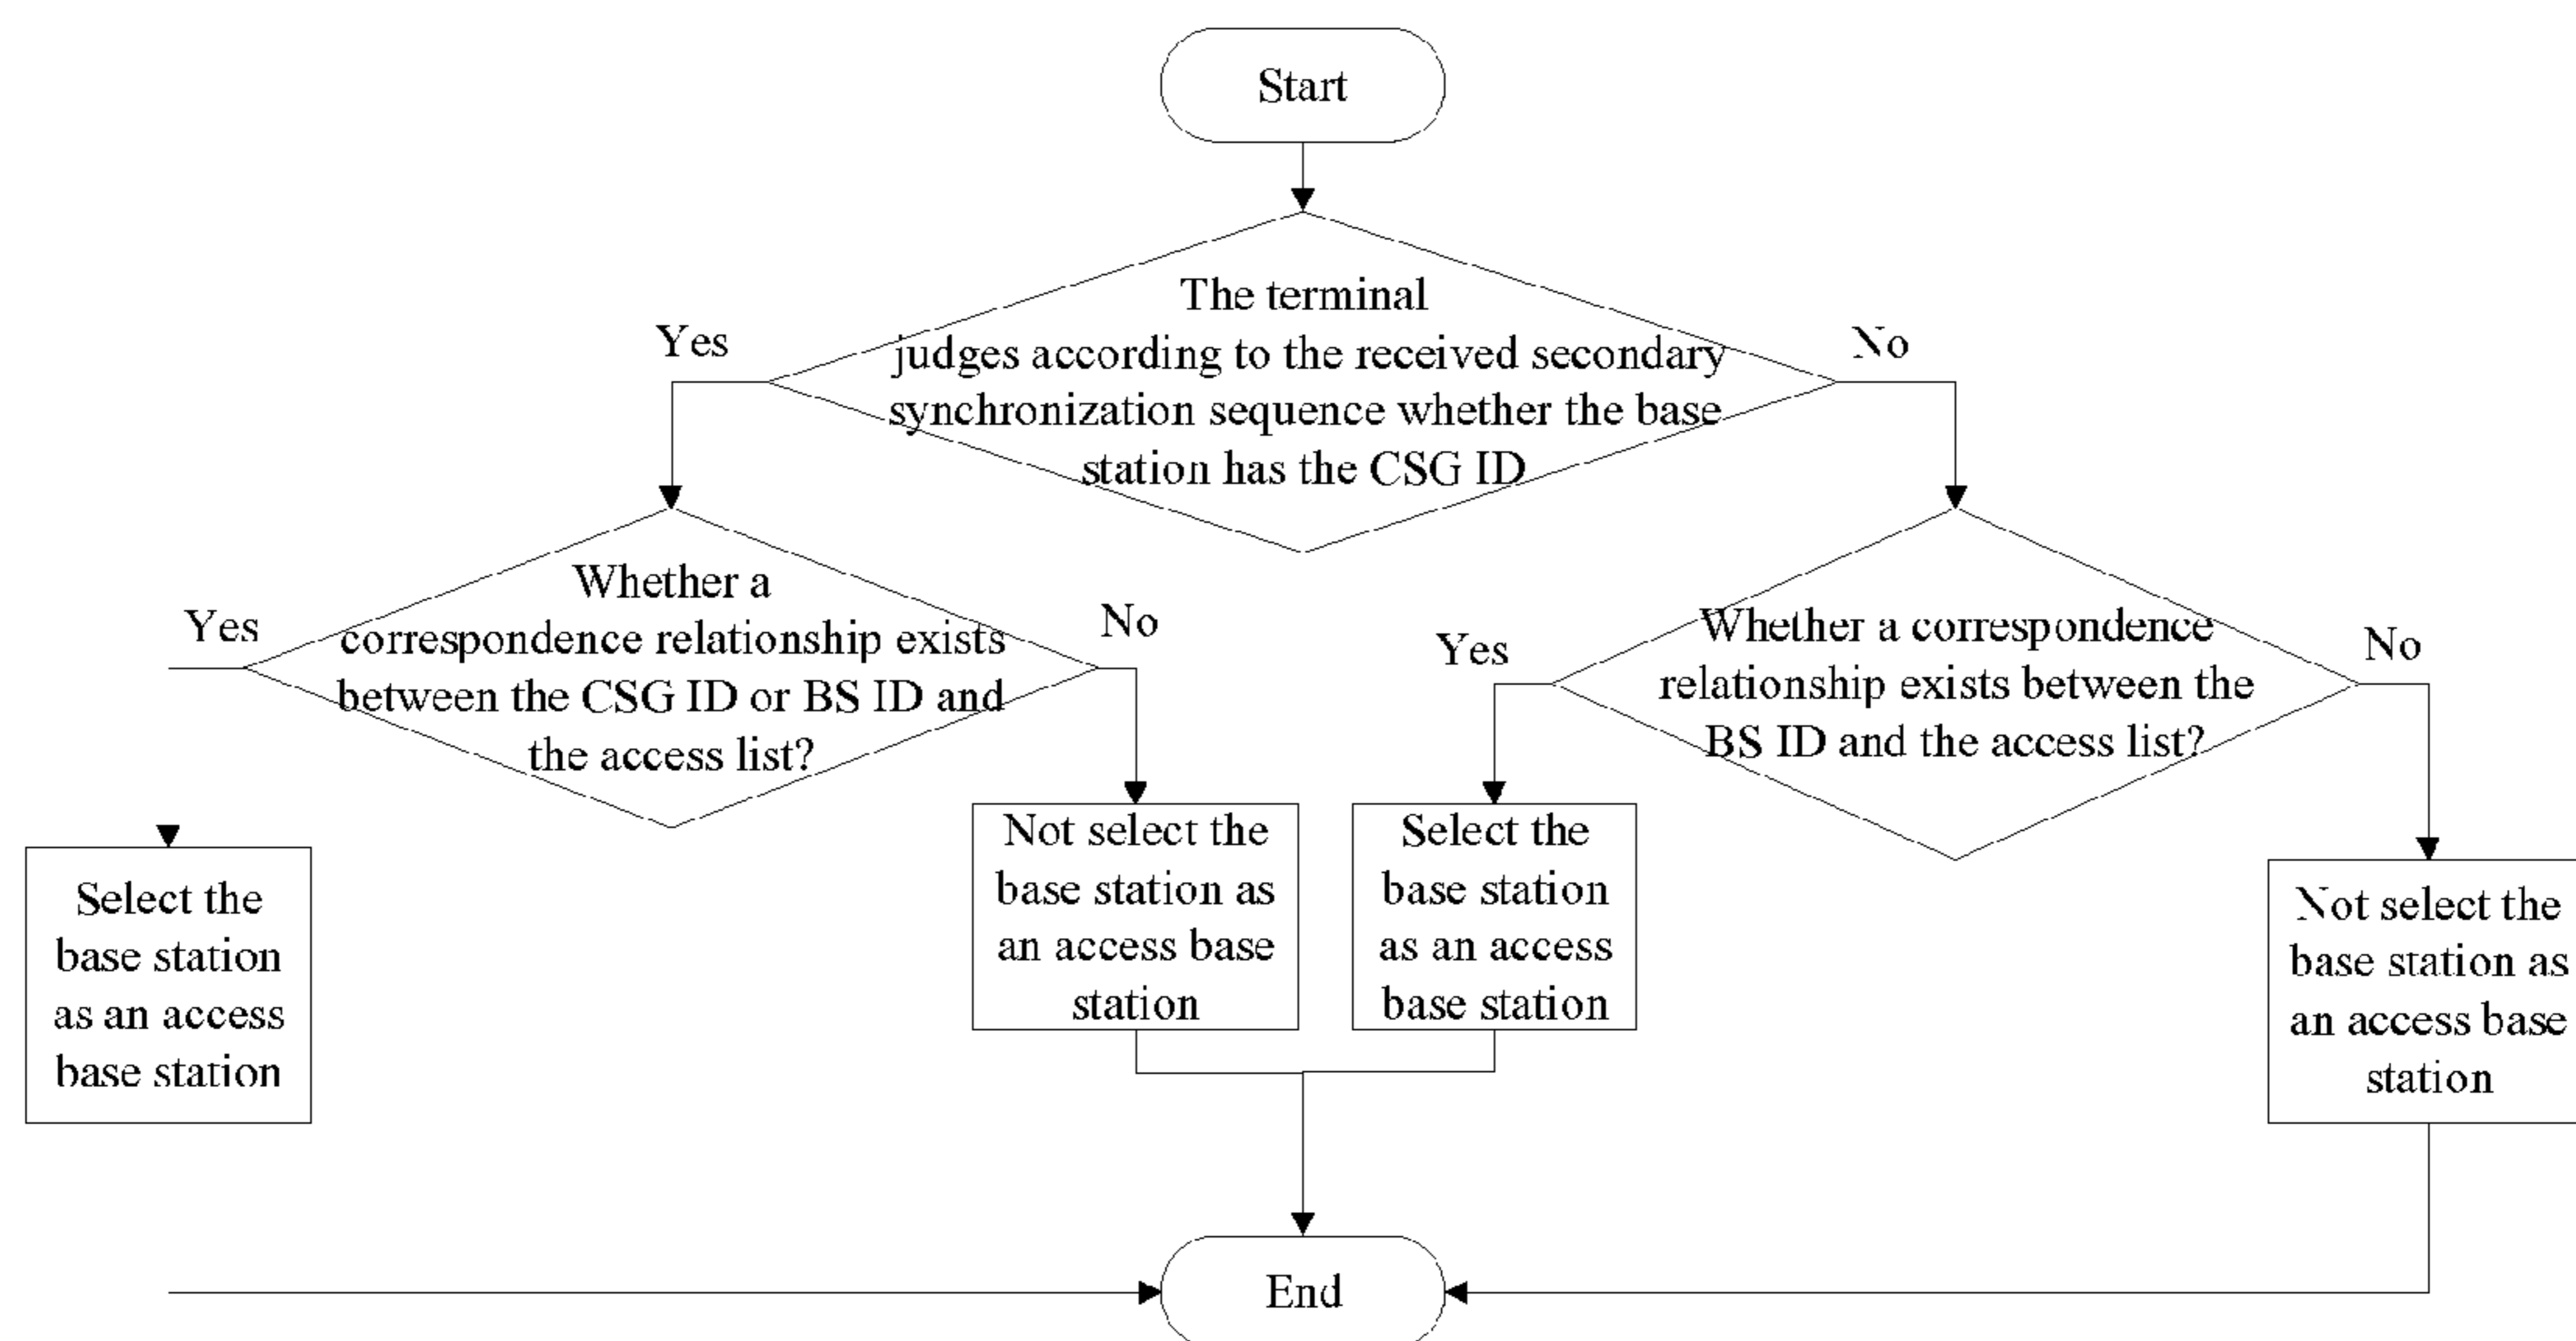 Start
The terminal
judges according to the received secondary
synchronization sequence whether the base
station has the CSG ID
Yes
No
Whether a
correspondence relationship exists
between the CSG ID or BS ID and
the access list?
Yes
No
Whether a correspondence
relationship exists between the
BS ID and the access list?
Yes
No
Select the
base station
as an access
base station
Not select the
base station as
an access base
station
Select the
base station
as an access
base station
Not select the
base station as
an access base
station
End